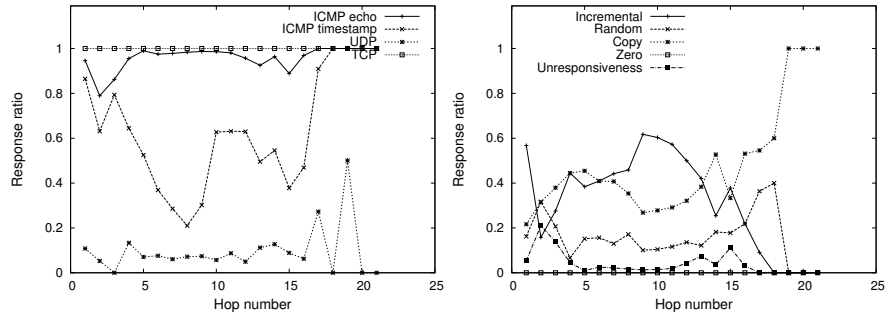 ICMP echo
ICMP timestamp
UDP
TCP
1
0.8
0.6
0.4
0.2
0
Response ratio
0 5 10 15 20 25
Hop number
Incremental
Random
Copy
Zero
Unresponsiveness
1
0.8
0.6
0.4
0.2
0
Response ratio
0 5 10 15 20 25
Hop number